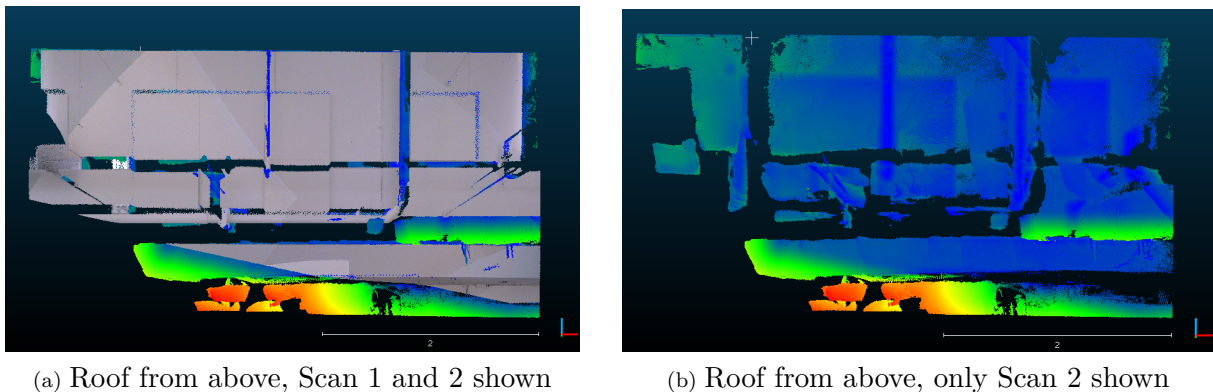 2
2
(a) Roof from above, Scan 1 and 2 shown
(b) Roof from above, only Scan 2 shown